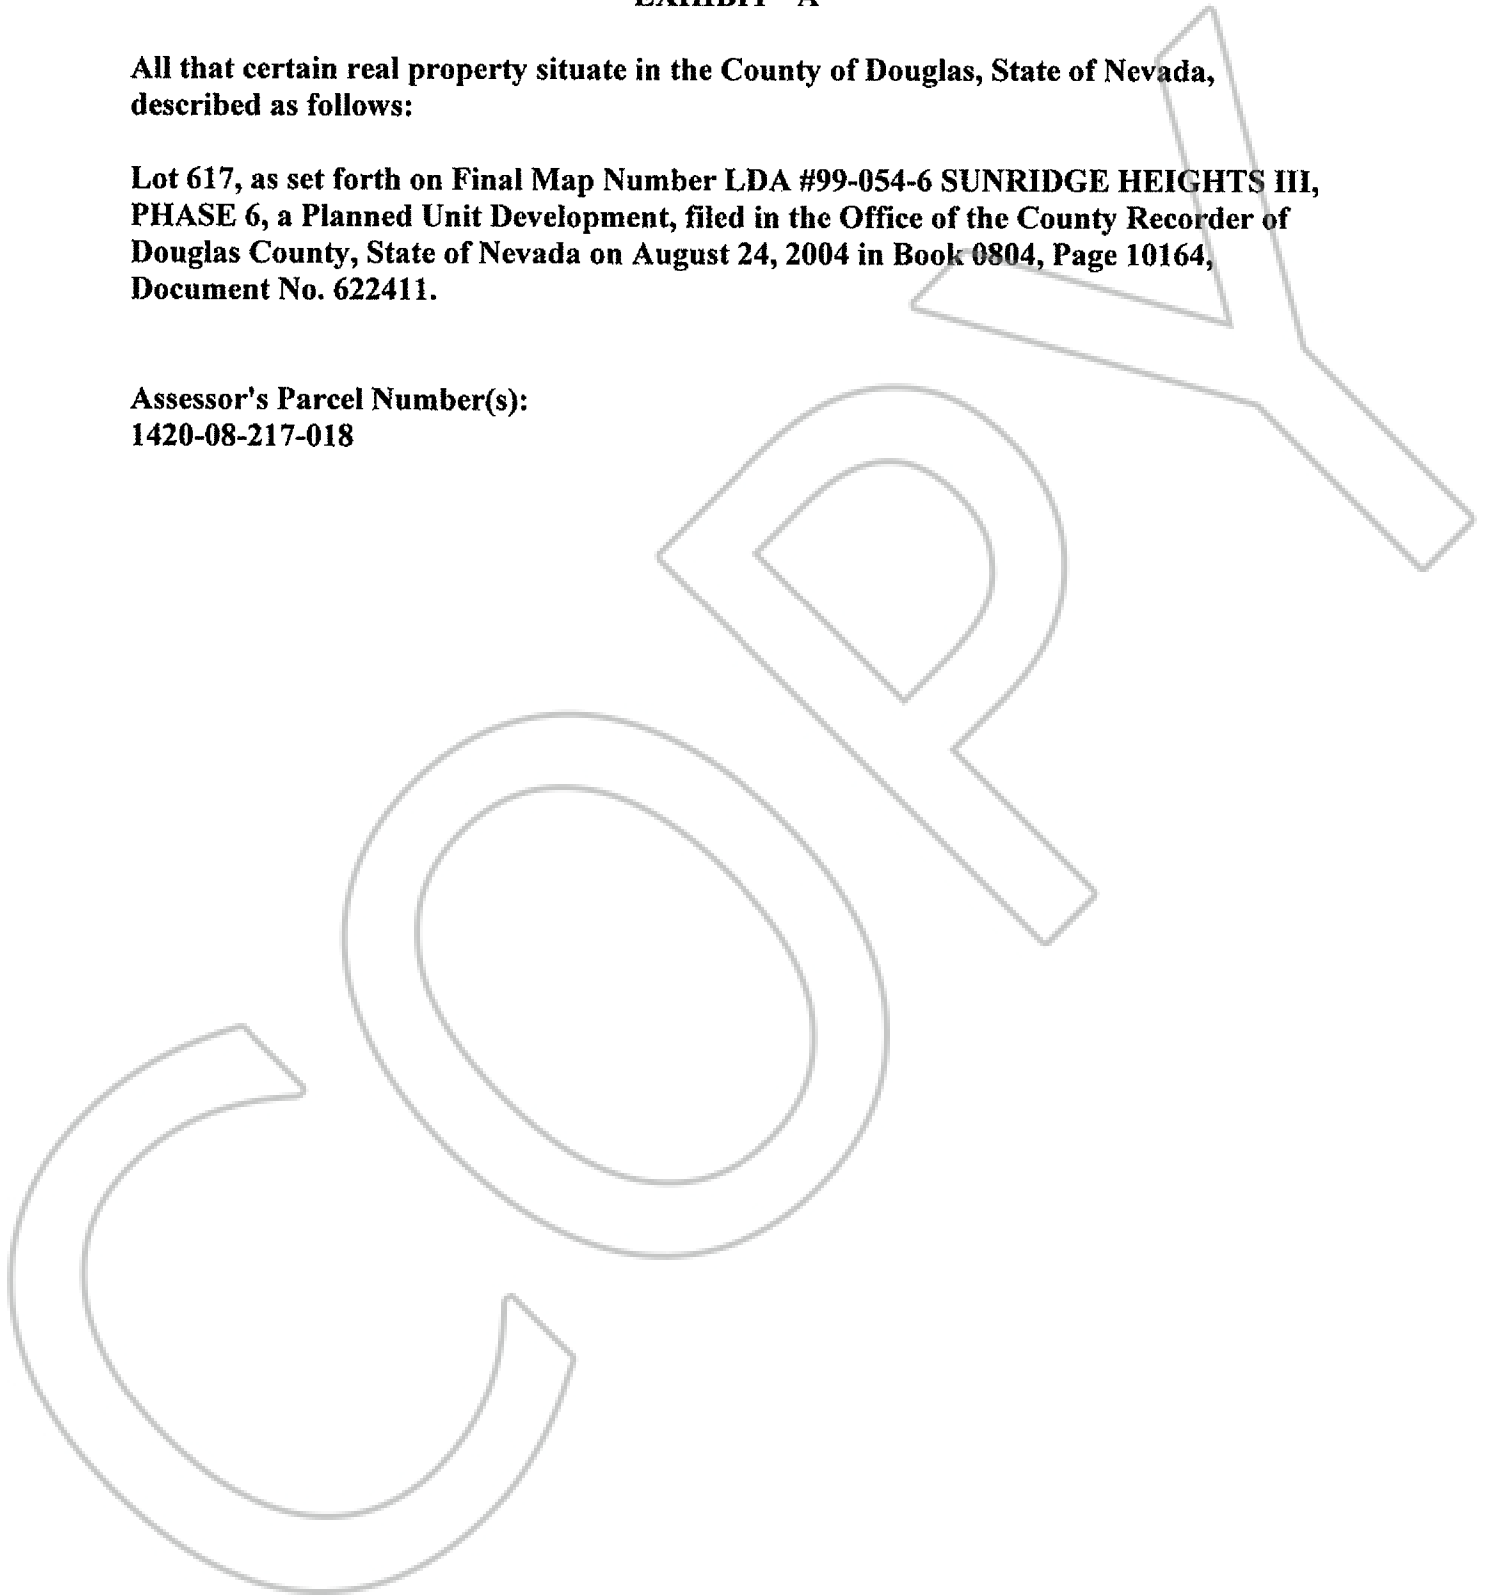 EXHIBIT "A"
All that certain real property situate in the County of Douglas, State of Nevada,
described as follows:
Lot 617, as set forth on Final Map Number LDA #99-054-6 SUNRIDGE HEIGHTS III,
PHASE 6, a Planned Unit Development, filed in the Office of the County Recorder of
Douglas County, State of Nevada on August 24, 2004 in Book 0804, Page 10164,
Document No. 622411.
Assessor's Parcel Number(s):
1420-08-217-018
COPY